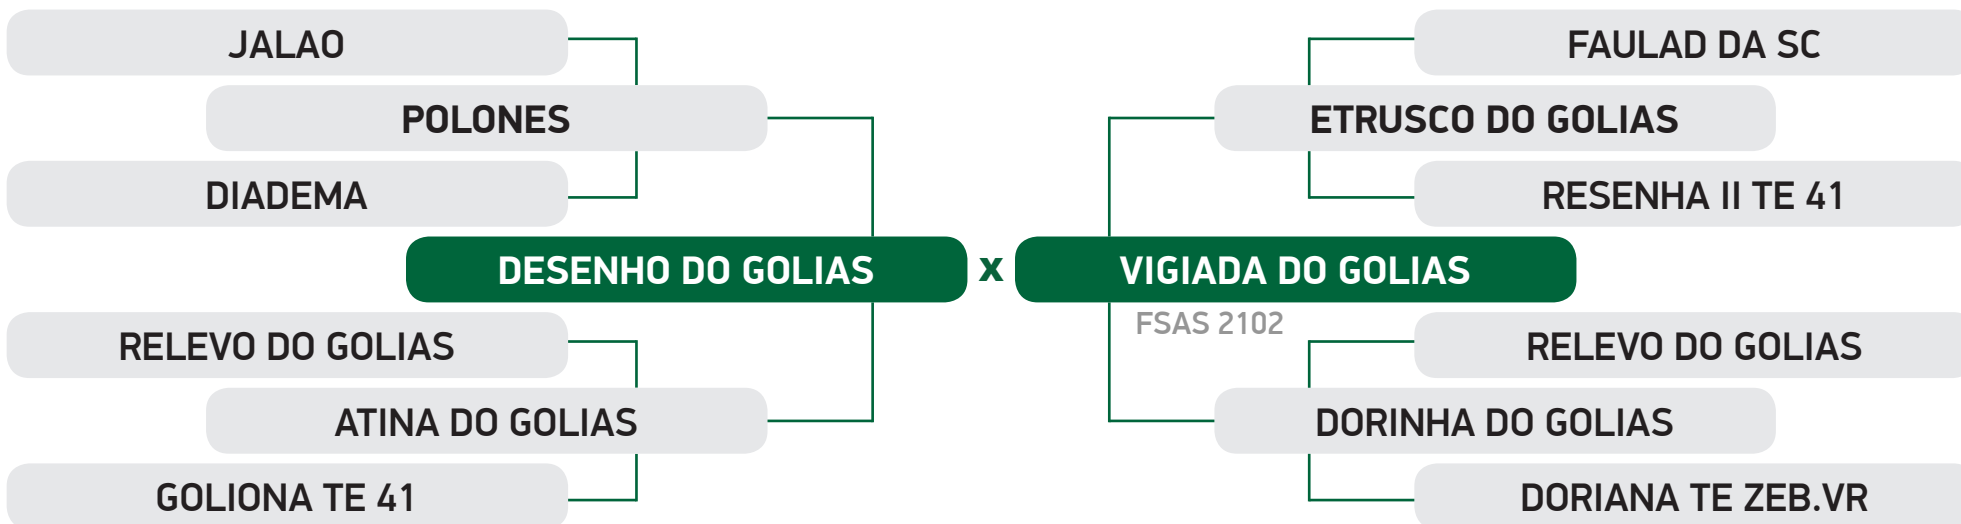 JALAO
FAULAD DA SC
POLONES
ETRUSCO DO GOLIAS
DIADEMA
RESENHA II TE 41
DESENHO DO GOLIAS x VIGIADA DO GOLIAS
FSAS 2102
RELEVO DO GOLIAS
RELEVO DO GOLIAS
ATINA DO GOLIAS
DORINHA DO GOLIAS
GOLIONA TE 41
DORIANA TE ZEB.VR